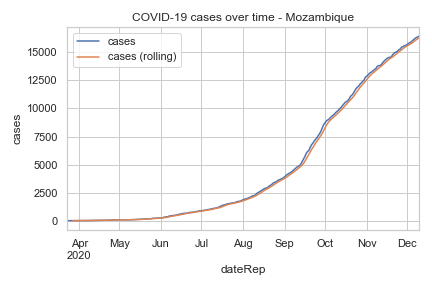 COVID-19 cases over time - Mozambique
cases
cases (rolling)
cases
15000
12500
10000
7500
5000
2500
0
Apr May Jun Jul Aug Sep Oct Nov Dec
2020
dateRep